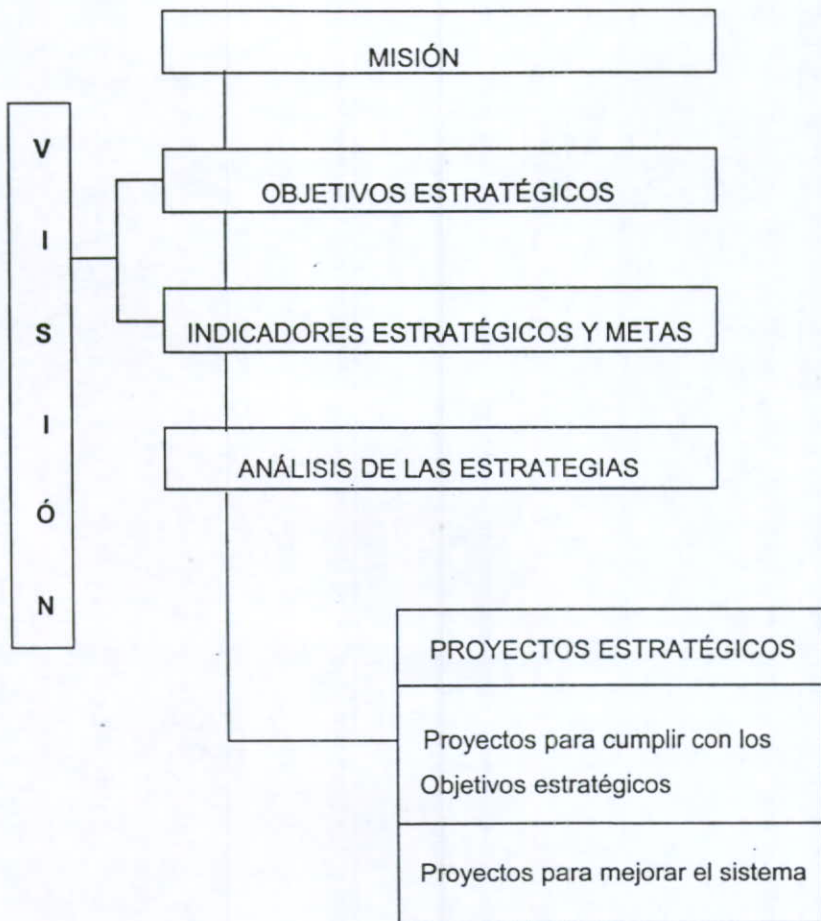 MISIÓN
VISIÓN
OBJETIVOS ESTRATÉGICOS
INDICADORES ESTRATÉGICOS Y METAS
ANÁLISIS DE LAS ESTRATEGIAS
PROYECTOS ESTRATÉGICOS
Proyectos para cumplir con los
Objetivos estratégicos
Proyectos para mejorar el sistema